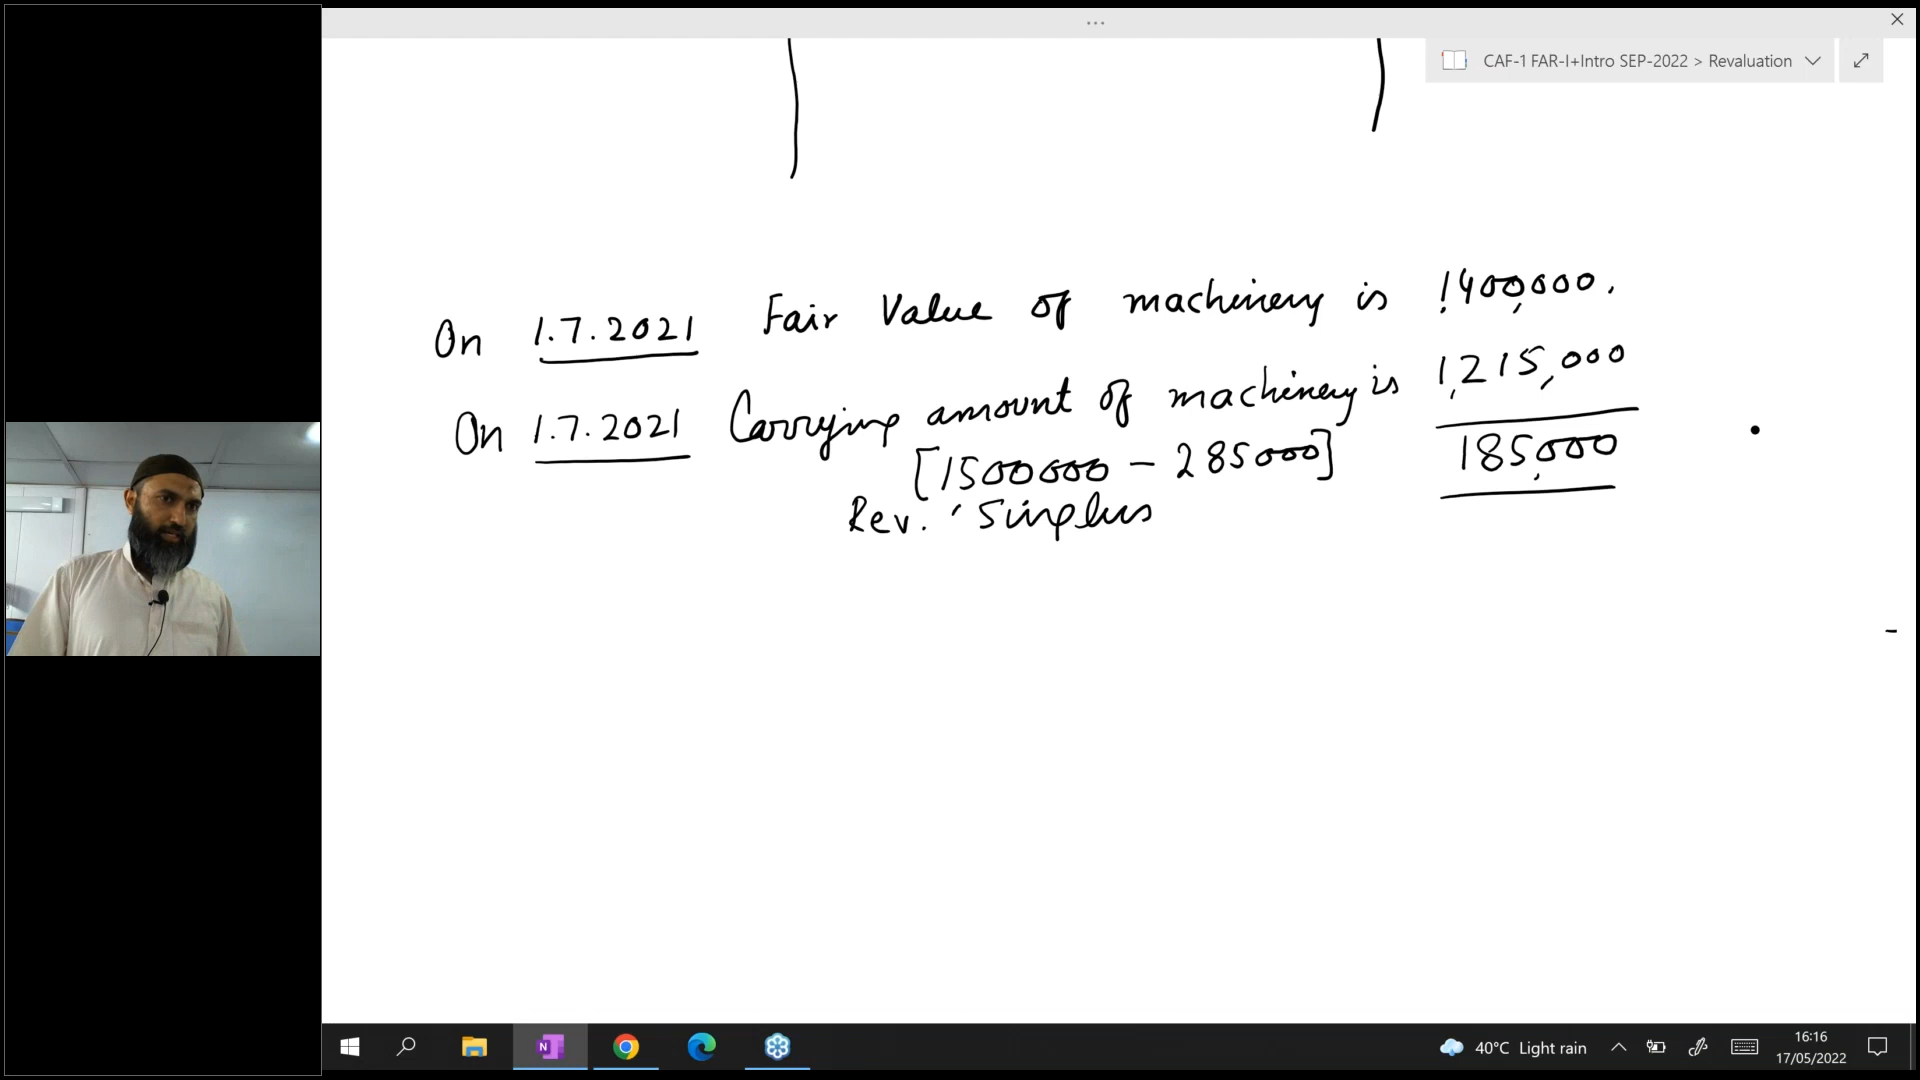 CAF-1 FAR-I+Intro SEP-2022 > Revaluation
On 1.7.2021 Fair Value of machinery is 1,400,000.
On 1.7.2021 Carrying amount of machinery is 1,215,000
[1500000 - 285000] 185,000
Rev. Surplus
40°C Light rain
16:16
17/05/2022